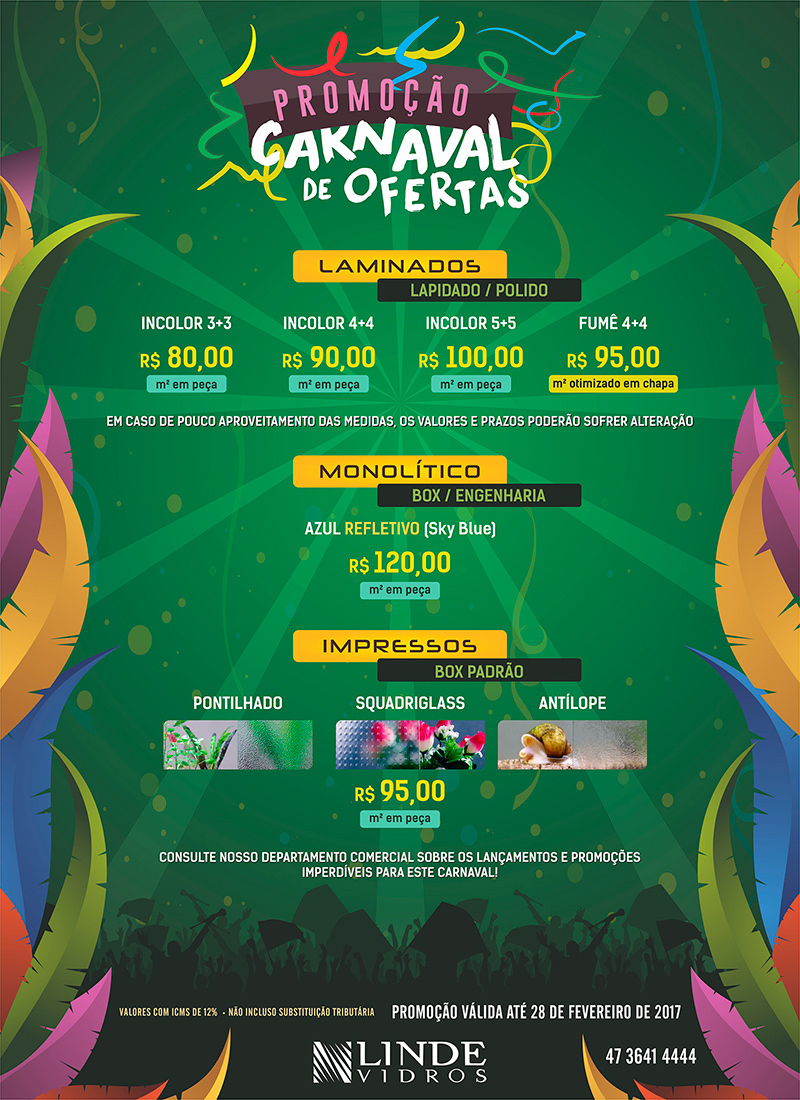 PROMOÇÃO
CARNAVAL
DE OFERTAS
LAMINADOS
LAPIDADO / POLIDO
INCOLOR 3+3 INCOLOR 4+4 INCOLOR 5+5 FUMÊ 4+4
R$ 80,00 R$ 90,00 R$ 100,00 R$ 95,00
m² em peça m² em peça m² em peça m² otimizado em chapa
EM CASO DE POUCO APROVEITAMENTO DAS MEDIDAS, OS VALORES E PRAZOS PODERÃO SOFRER ALTERAÇÃO
MONOLÍTICO
BOX / ENGENHARIA
AZUL REFLETIVO (Sky Blue)
R$ 120,00
m² em peça
IMPRESSOS
BOX PADRÃO
PONTILHADO SQUADRIGLASS ANTÍLOPE
R$ 95,00
m² em peça
CONSULTE NOSSO DEPARTAMENTO COMERCIAL SOBRE OS LANÇAMENTOS E PROMOÇÕES
IMPERDÍVEIS PARA ESTE CARNAVAL!
VALORES COM ICMS DE 12% - NÃO INCLUSO SUBSTITUIÇÃO TRIBUTÁRIA PROMOÇÃO VÁLIDA ATÉ 28 DE FEVEREIRO DE 2017
LINDE
VIDROS
47 3641 4444